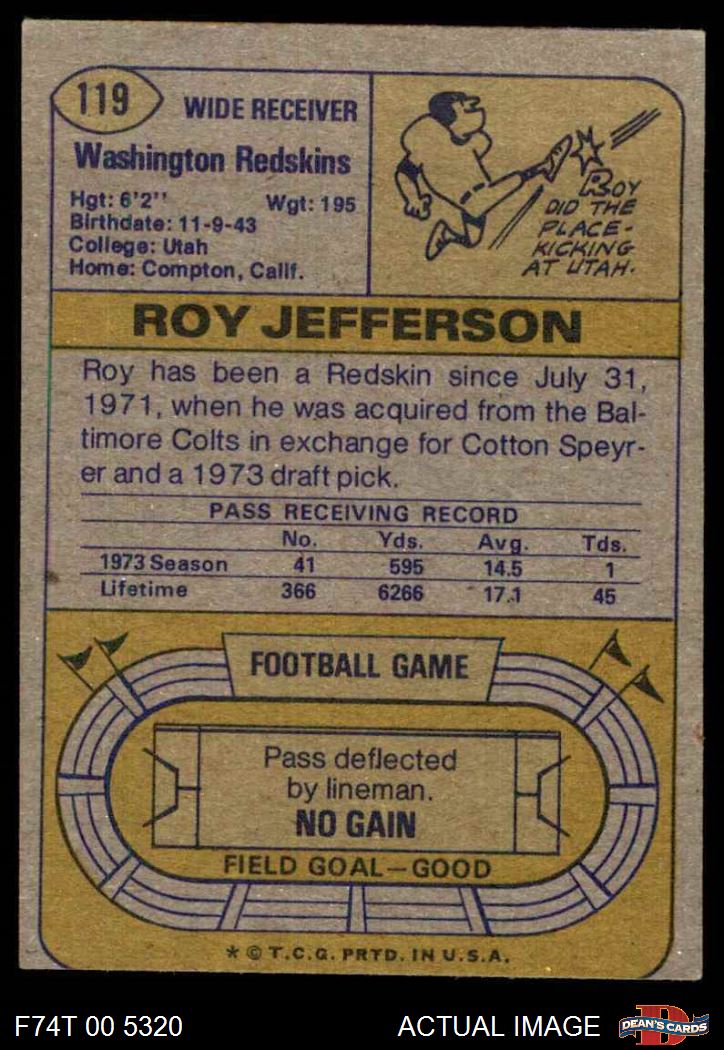 119
WIDE RECEIVER
Washington Redskins
Hgt: 6'2" Wgt: 195
Birthdate: 11-9-43
College: Utah
Home: Compton, Calif.
ROY
DID THE
PLACE-
KICKING
AT UTAH.
ROY JEFFERSON
Roy has been a Redskin since July 31,
1971, when he was acquired from the Bal-
timore Colts in exchange for Cotton Speyr-
er and a 1973 draft pick.
PASS RECEIVING RECORD
No. Yds. Avg. Tds.
1973 Season 41 595 14.5 1
Lifetime 366 6266 17.1 45
FOOTBALL GAME
Pass deflected
by lineman.
NO GAIN
FIELD GOAL—GOOD
* © T.C.G. PRTD. IN U.S.A.
F74T 00 5320 ACTUAL IMAGE
D
DEAN'S CARDS